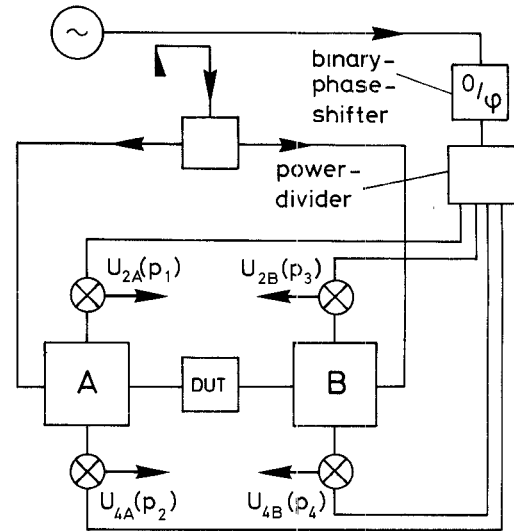 ~
binary-
phase-
shifter
0/φ
power-
divider
U2A(p1)
U2B(p3)
A
DUT
B
U4A(p2)
U4B(p4)